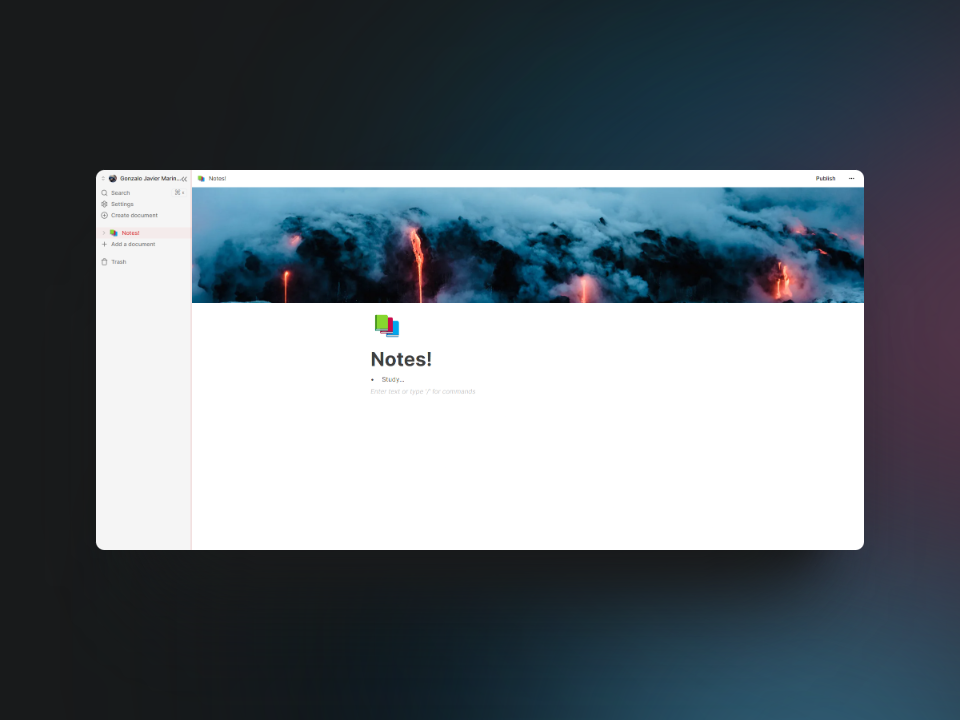 Gonzalo Javier Marin...
Search
Settings
Create document
Notes!
Add a document
Trash
Notes!
Publish
Notes!
• Study...
Enter text or type '/' for commands